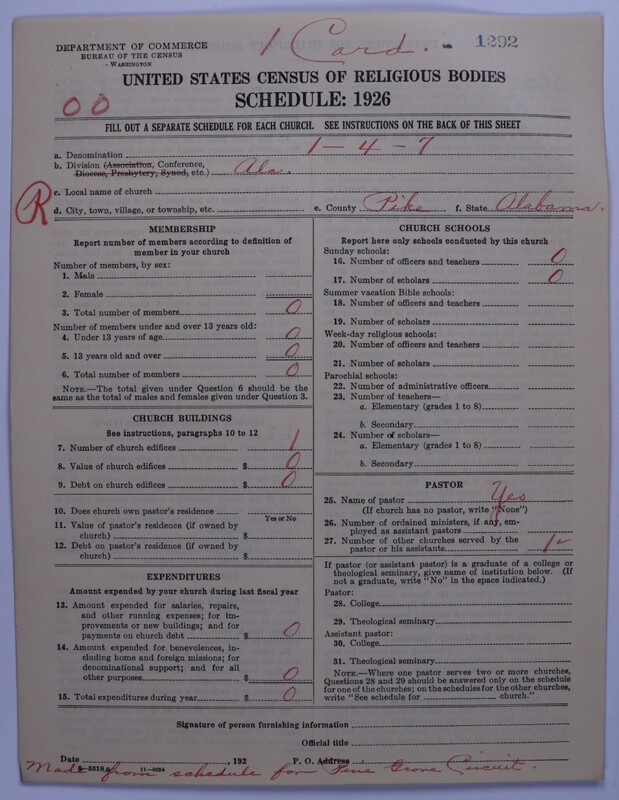 1 Card. - 1292
DEPARTMENT OF COMMERCE
BUREAU OF THE CENSUS
WASHINGTON
UNITED STATES CENSUS OF RELIGIOUS BODIES
SCHEDULE: 1926
00
FILL OUT A SEPARATE SCHEDULE FOR EACH CHURCH. SEE INSTRUCTIONS ON THE BACK OF THIS SHEET
a. Denomination 1-4-7
b. Division (Association, Conference,
Diocese, Presbytery, Synod, etc.) Ala.
c. Local name of church
R
d. City, town, village, or township, etc. e. County Pike f. State Alabama.
MEMBERSHIP
Report number of members according to definition of
member in your church
Number of members, by sex:
1. Male
2. Female
3. Total number of members 0
Number of members under and over 13 years old:
4. Under 13 years of age 0
5. 13 years old and over 0
6. Total number of members 0
NOTE.—The total given under Question 6 should be the
same as the total of males and females given under Question 3.
CHURCH BUILDINGS
See instructions, paragraphs 10 to 12
7. Number of church edifices 1
8. Value of church edifices $ 0
9. Debt on church edifices $ 0
10. Does church own pastor's residence
Yes or No
11. Value of pastor's residence (if owned by
church) $
12. Debt on pastor's residence (if owned by
church) $
EXPENDITURES
Amount expended by your church during last fiscal year
13. Amount expended for salaries, repairs,
and other running expenses; for im-
provements or new buildings; and for
payments on church debt $ 0
14. Amount expended for benevolences, in-
cluding home and foreign missions; for
denominational support; and for all
other purposes $ 0
15. Total expenditures during year $ 0
CHURCH SCHOOLS
Report here only schools conducted by this church
Sunday schools:
16. Number of officers and teachers 0
17. Number of scholars 0
Summer vacation Bible schools:
18. Number of officers and teachers
19. Number of scholars
Week-day religious schools:
20. Number of officers and teachers
21. Number of scholars
Parochial schools:
22. Number of administrative officers
23. Number of teachers—
a. Elementary (grades 1 to 8)
b. Secondary
24. Number of scholars—
a. Elementary (grades 1 to 8)
b. Secondary
PASTOR
25. Name of pastor Yes
(If church has no pastor, write "None")
26. Number of ordained ministers, if any, em-
ployed as assistant pastors
27. Number of other churches served by the
pastor or his assistants
If pastor (or assistant pastor) is a graduate of a college or
theological seminary, give name of institution below. (If
not a graduate, write "No" in the space indicated.)
Pastor:
28. College
29. Theological seminary
Assistant pastor:
30. College
31. Theological seminary
NOTE.—Where one pastor serves two or more churches,
Questions 28 and 29 should be answered only on the schedule
for one of the churches; on the schedules for the other churches,
write "See schedule for church."
Signature of person furnishing information
Official title
Date , 192 P. O. Address
8-5518 a 11-9084
Made from schedule for Pine Grove Circuit.